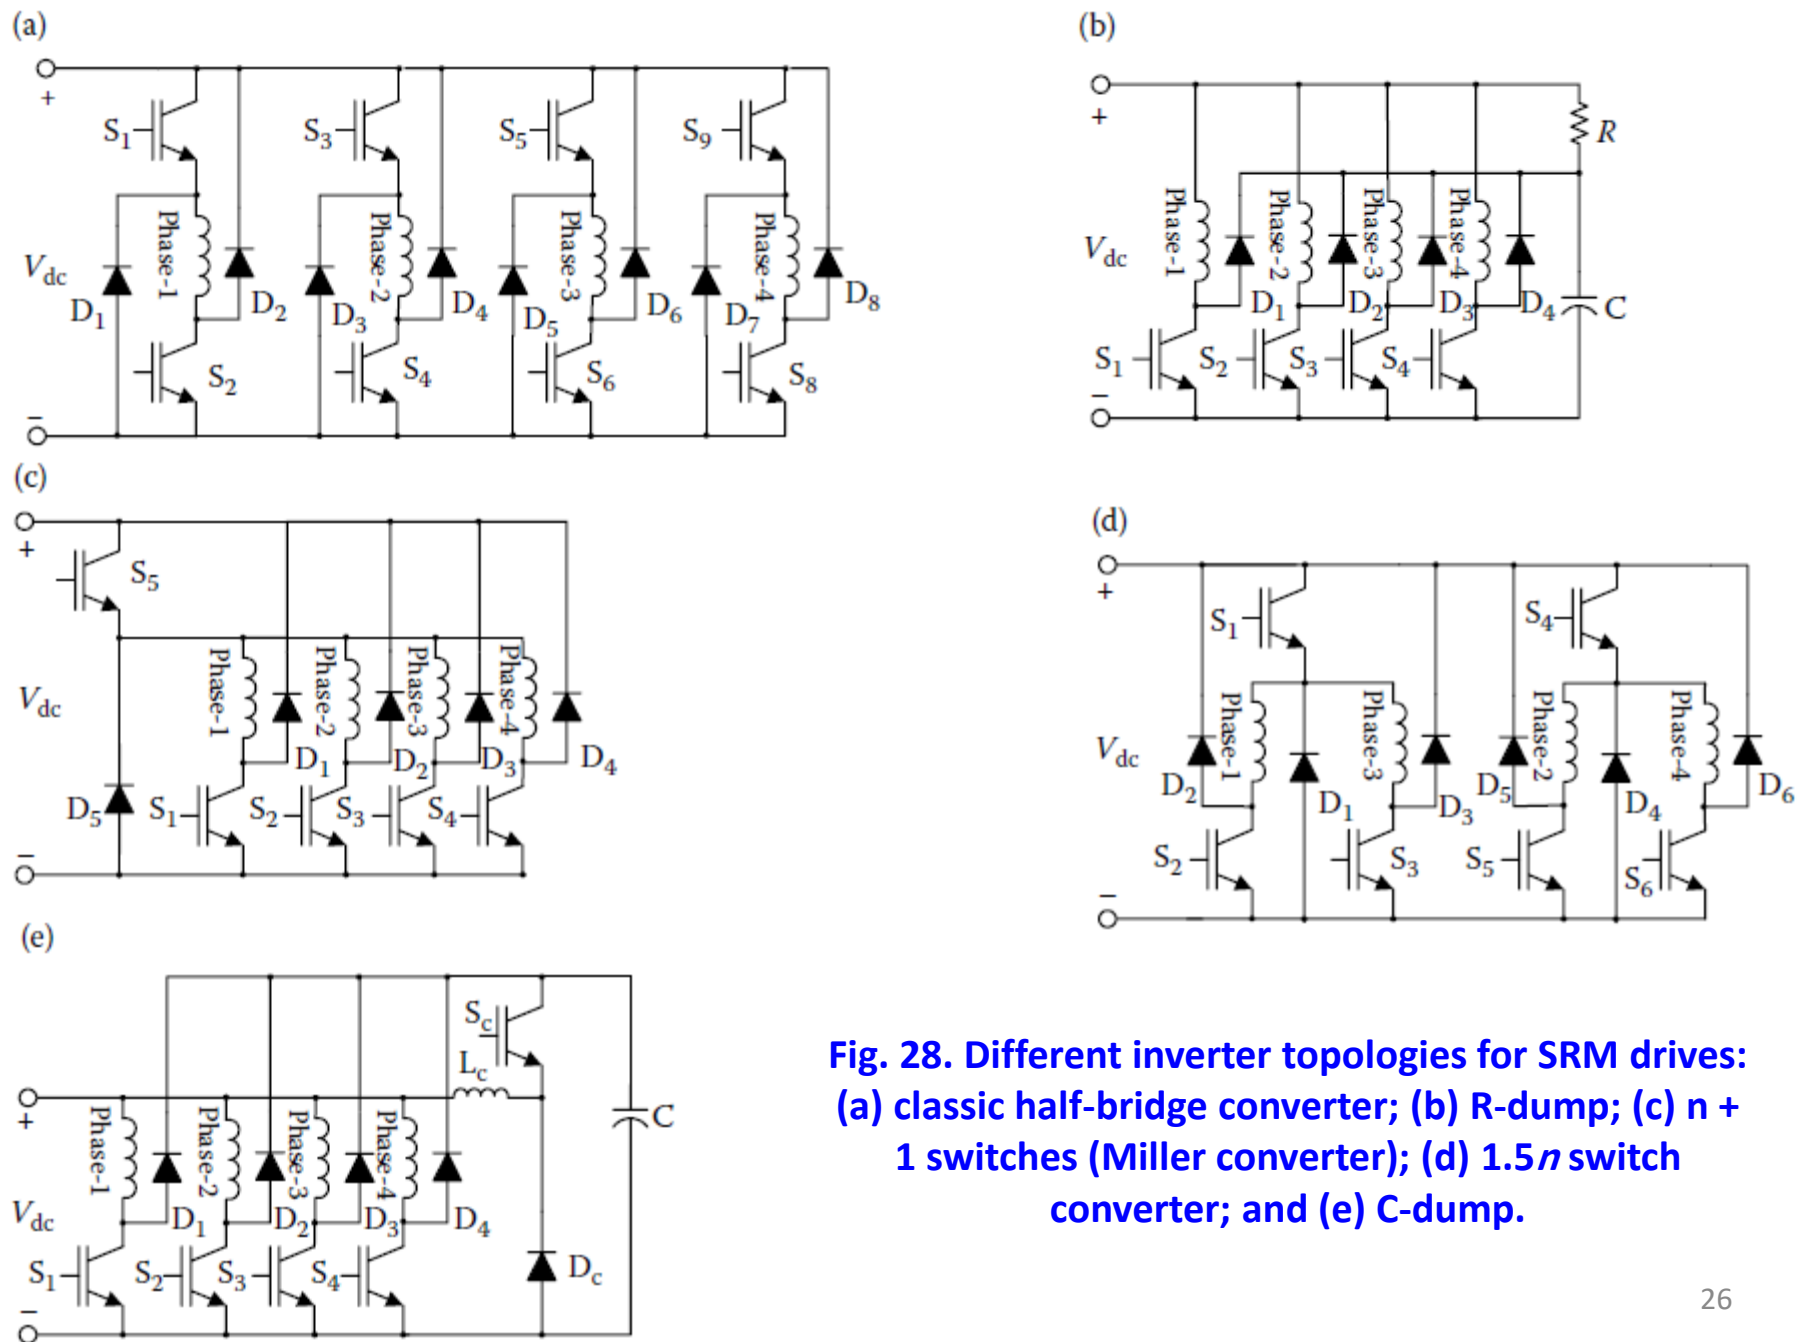 (a)
+
S1
S3
S5
S9
Phase-1
Phase-2
Phase-3
Phase-4
Vdc
D1
D2
D3
D4
D5
D6
D7
D8
S2
S4
S6
S8
–
(b)
+
R
Phase-1
Phase-2
Phase-3
Phase-4
Vdc
D1
D2
D3
D4
C
S1
S2
S3
S4
–
(c)
+
S5
Phase-1
Phase-2
Phase-3
Phase-4
Vdc
D1
D2
D3
D4
D5
S1
S2
S3
S4
–
(d)
+
S1
S4
Phase-1
Phase-3
Phase-2
Phase-4
Vdc
D2
D1
D3
D5
D4
D6
S2
S3
S5
S6
–
(e)
Sc
Lc
+
C
Phase-1
Phase-2
Phase-3
Phase-4
Vdc
D1
D2
D3
D4
S1
S2
S3
S4
Dc
–
Fig. 28. Different inverter topologies for SRM drives:
(a) classic half-bridge converter; (b) R-dump; (c) n +
1 switches (Miller converter); (d) 1.5n switch
converter; and (e) C-dump.
26